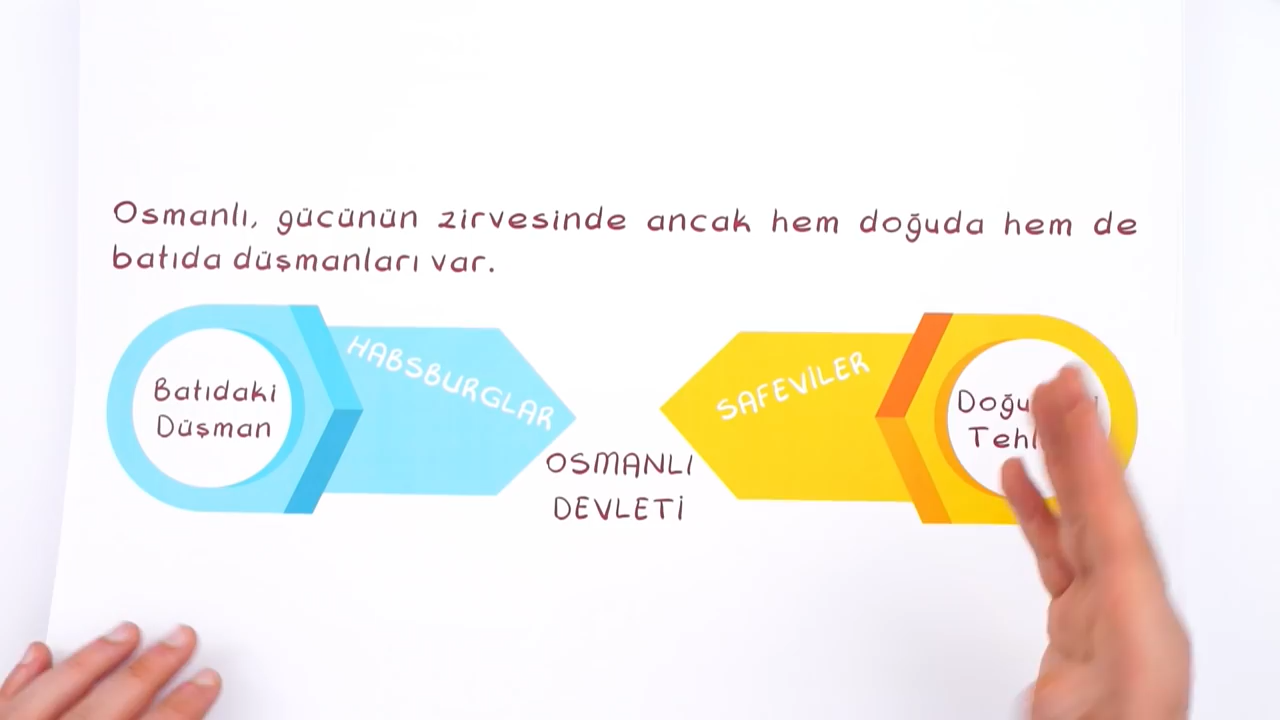 Osmanlı, gücünün zirvesinde ancak hem doğuda hem de
batıda düşmanları var.
Batıdaki
Düşman
HABSBURGLAR
OSMANLI
DEVLETİ
SAFEVİLER